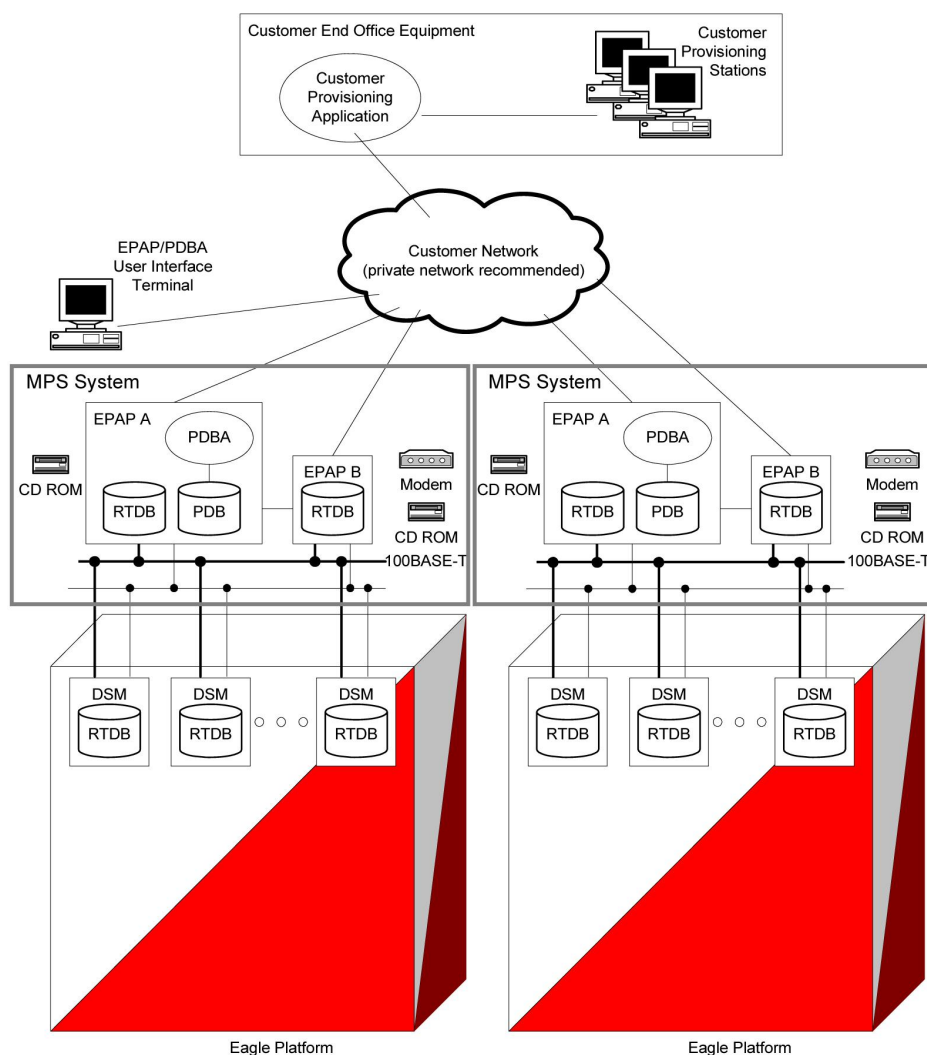 Customer End Office Equipment
Customer
Provisioning
Application
Customer
Provisioning
Stations
Customer Network
(private network recommended)
EPAP/PDBA
User Interface
Terminal
MPS System
EPAP A
PDBA
RTDB
PDB
EPAP B
RTDB
CD ROM
Modem
CD ROM
100BASE-T
MPS System
EPAP A
PDBA
RTDB
PDB
EPAP B
RTDB
CD ROM
Modem
CD ROM
100BASE-T
DSM
RTDB
DSM
RTDB
DSM
RTDB
DSM
RTDB
DSM
RTDB
DSM
RTDB
Eagle Platform
Eagle Platform